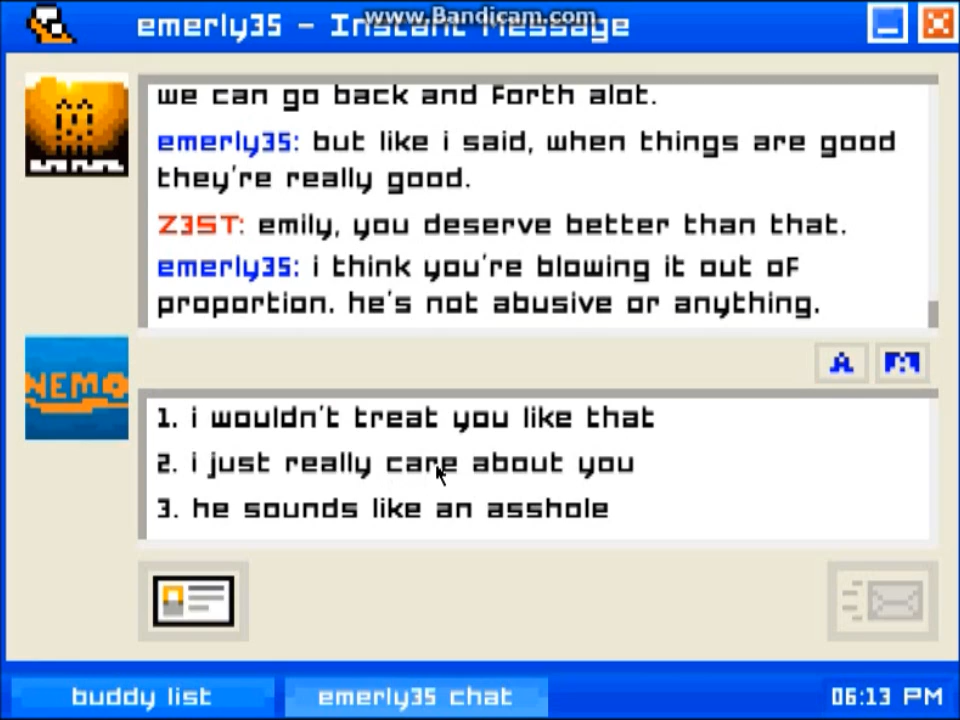 www.Bandicam.com
emerly35 - Instant Message
we can go back and forth alot.
emerly35: but like i said, when things are good
they're really good.
Z3ST: emily, you deserve better than that.
emerly35: i think you're blowing it out of
proportion. he's not abusive or anything.
NEMO
A
1. i wouldn't treat you like that
2. i just really care about you
3. he sounds like an asshole
buddy list
emerly35 chat
06:13 PM